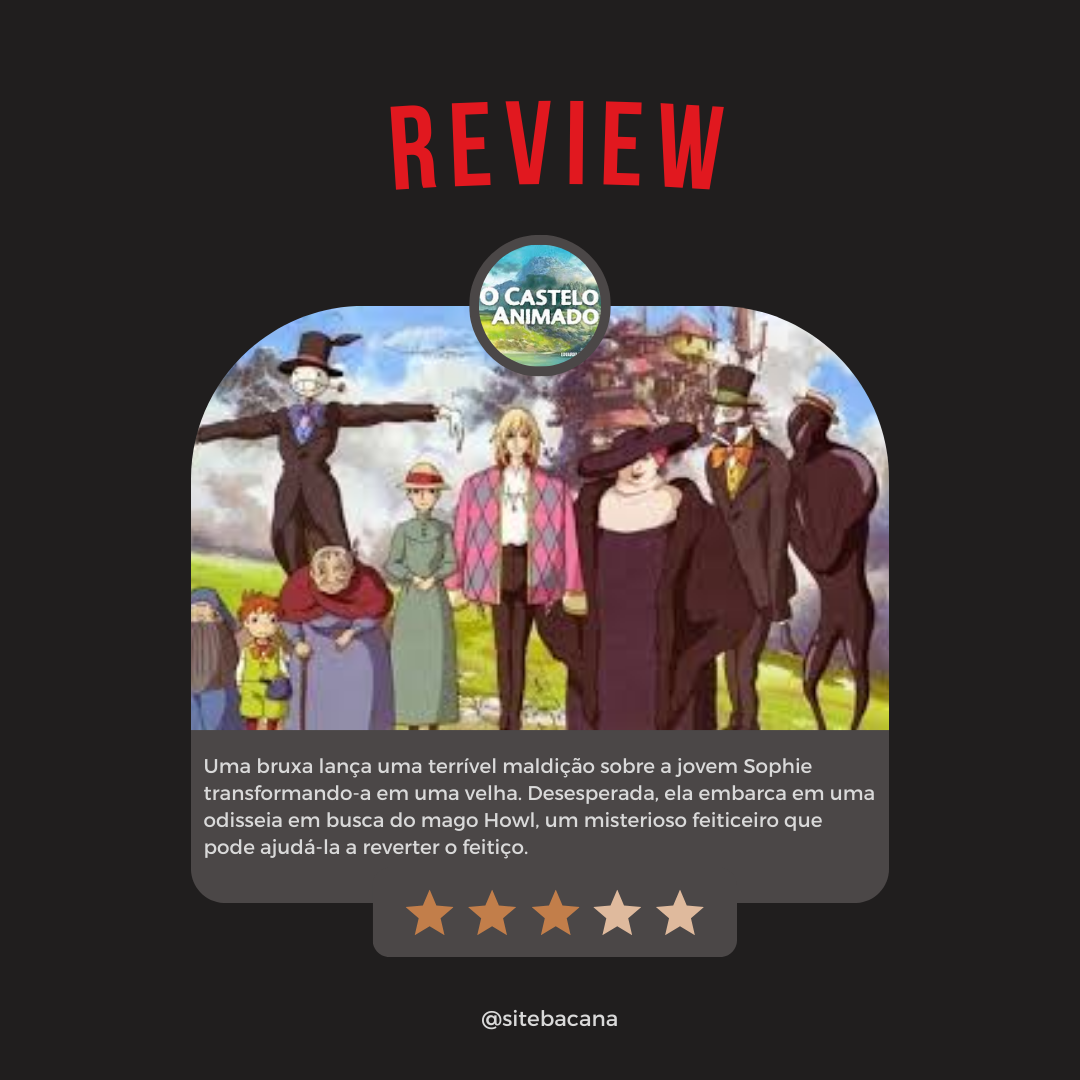 REVIEW
O CASTELO
ANIMADO
Uma bruxa lança uma terrível maldição sobre a jovem Sophie
transformando-a em uma velha. Desesperada, ela embarca em uma
odisseia em busca do mago Howl, um misterioso feiticeiro que
pode ajudá-la a reverter o feitiço.
@sitebacana